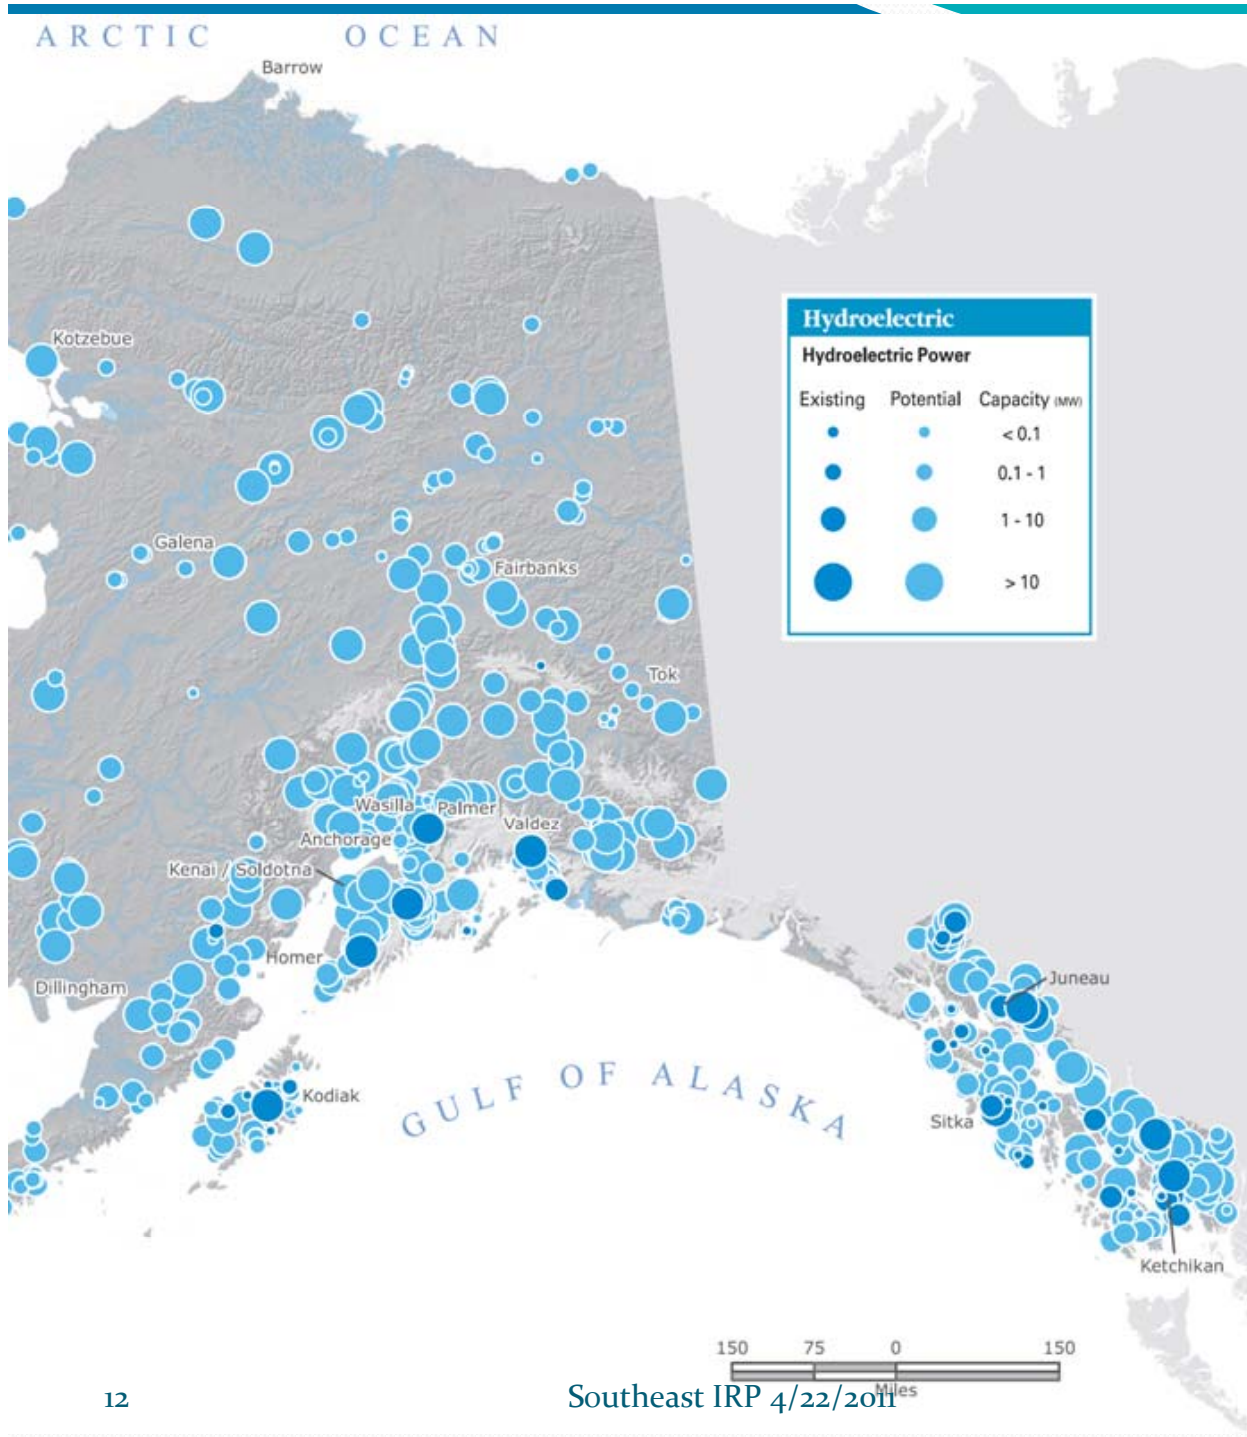 ARCTIC OCEAN
Barrow
Kotzebue
Hydroelectric
Hydroelectric Power
Existing Potential Capacity (MW)
< 0.1
0.1 - 1
1 - 10
> 10
Galena
Fairbanks
Tok
Wasilla Palmer
Valdez
Anchorage
Kenai / Soldotna
Homer
Dillingham
Juneau
Kodiak
GULF OF ALASKA
Sitka
Ketchikan
150 75 0 150
Miles
12 Southeast IRP 4/22/2011